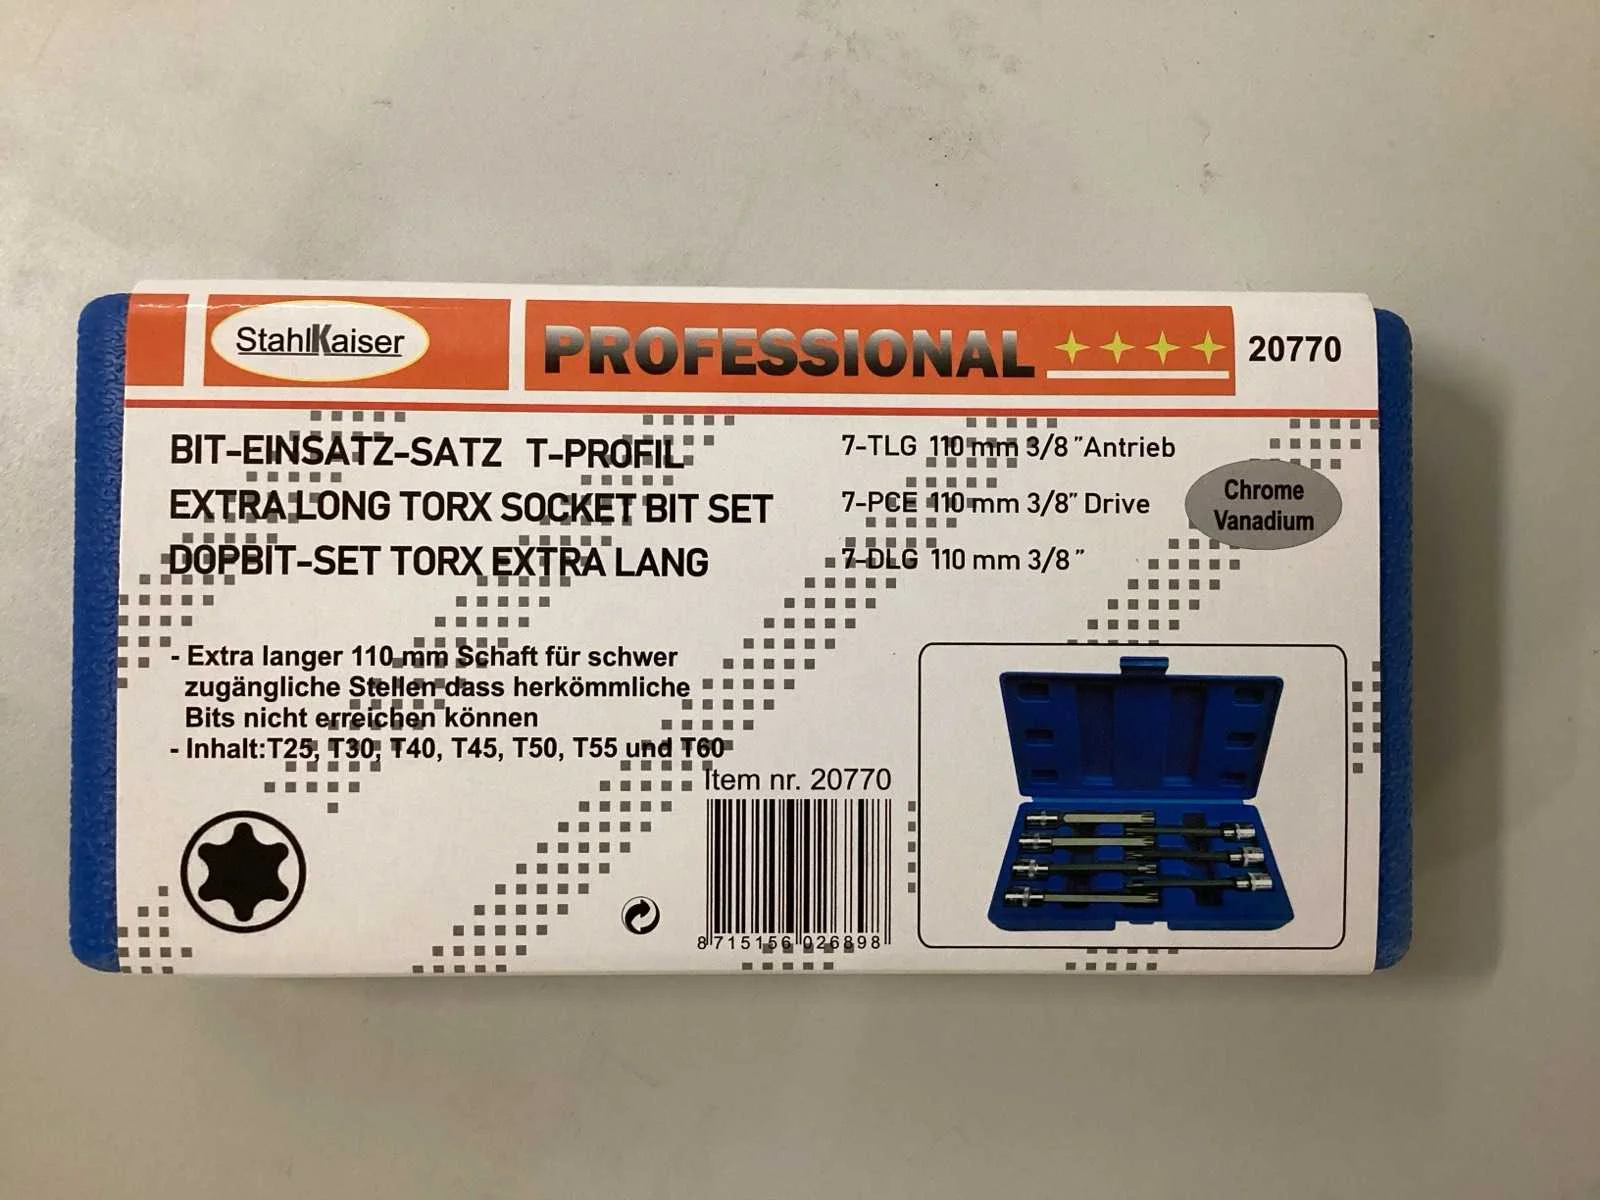 StahlKaiser
PROFESSIONAL
20770
BIT-EINSATZ-SATZ T-PROFIL
EXTRA LONG TORX SOCKET BIT SET
DOPBIT-SET TORX EXTRA LANG
7-TLG 110 mm 3/8 "Antrieb
7-PCE 110 mm 3/8" Drive
7-DLG 110 mm 3/8 "
Chrome
Vanadium
- Extra langer 110 mm Schaft für schwer
zugängliche Stellen dass herkömmliche
Bits nicht erreichen können
- Inhalt:T25, T30, T40, T45, T50, T55 und T60
Item nr. 20770
8 715156 026898